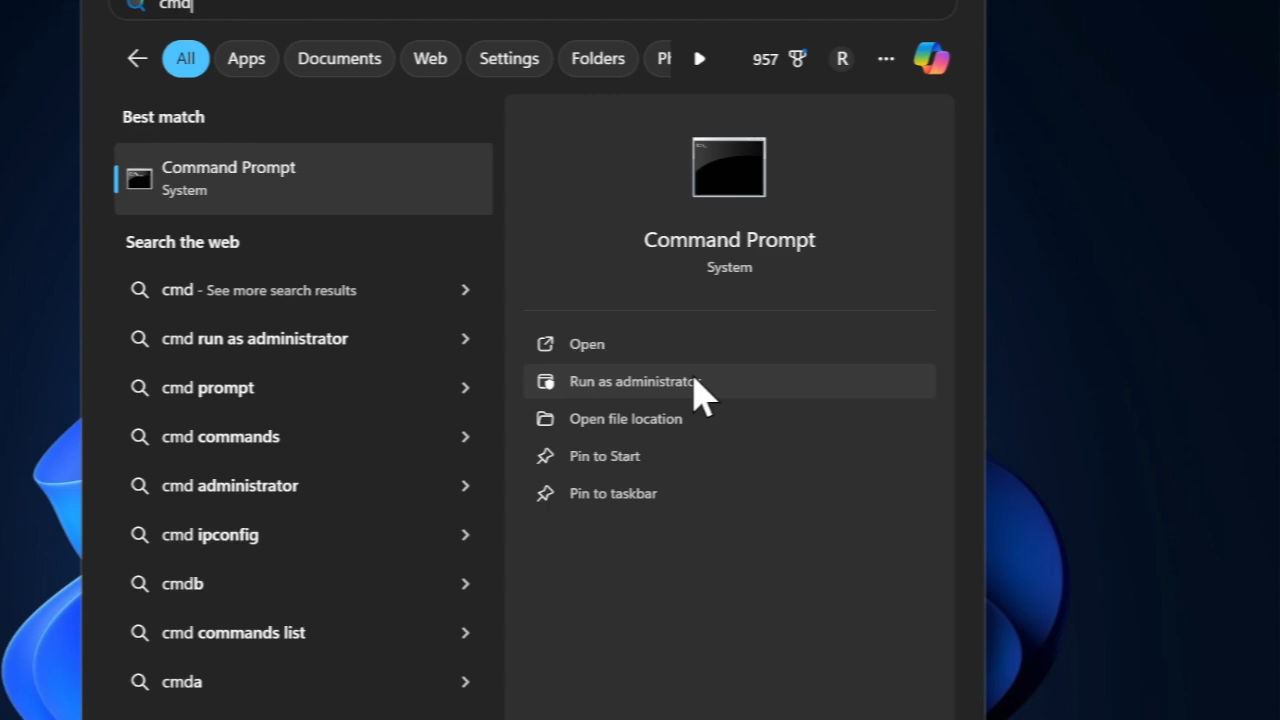 cmd
All
Apps
Documents
Web
Settings
Folders
957
R
Best match
Command Prompt
System
Search the web
cmd - See more search results
cmd run as administrator
cmd prompt
cmd commands
cmd administrator
cmd ipconfig
cmdb
cmd commands list
cmda
Command Prompt
System
Open
Run as administrator
Open file location
Pin to Start
Pin to taskbar